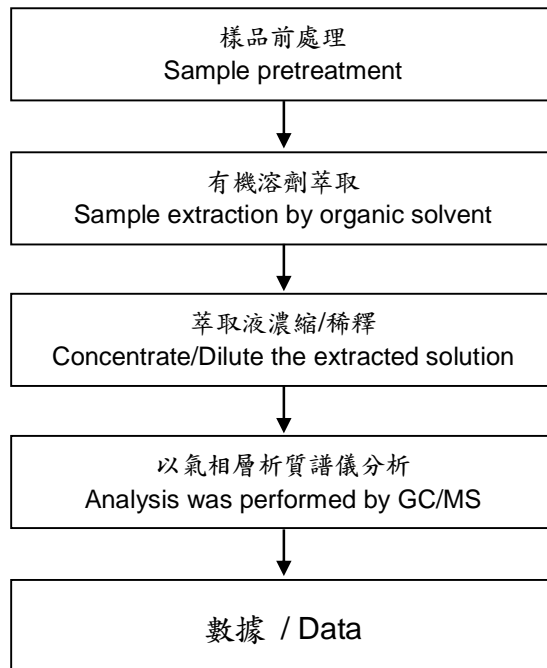 樣品前處理
Sample pretreatment
有機溶劑萃取
Sample extraction by organic solvent
萃取液濃縮/稀釋
Concentrate/Dilute the extracted solution
以氣相層析質譜儀分析
Analysis was performed by GC/MS
數據 / Data